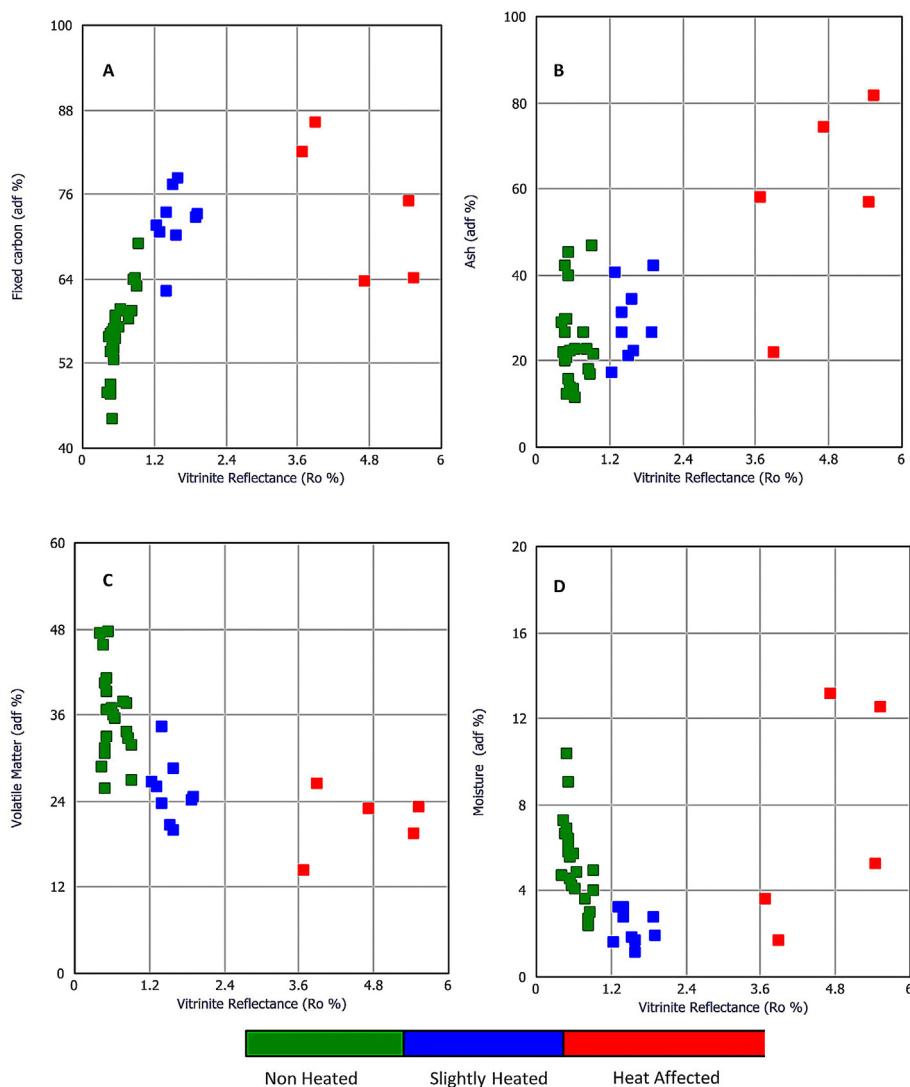 100
A
88
76
64
52
40
Fixed carbon (adf %)
0 1.2 2.4 3.6 4.8 6
Vitrinite Reflectance (Ro %)
100
B
80
60
40
20
0
Ash (adf %)
0 1.2 2.4 3.6 4.8 6
Vitrinite Reflectance (Ro %)
60
C
48
36
24
12
0
Volatile Matter (adf %)
0 1.2 2.4 3.6 4.8 6
Vitrinite Reflectance (Ro %)
20
D
16
12
8
4
0
Moisture (adf %)
0 1.2 2.4 3.6 4.8 6
Vitrinite Reflectance (Ro %)
Non Heated Slightly Heated Heat Affected